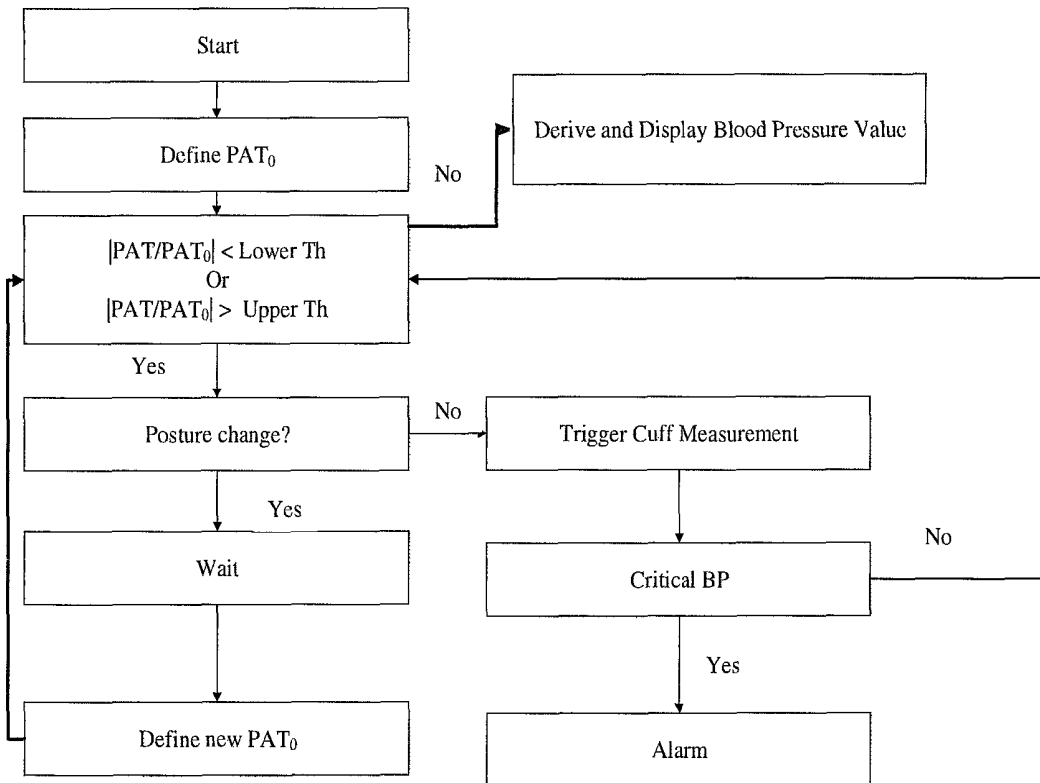 Start
Define PAT₀
No
Derive and Display Blood Pressure Value
|PAT/PAT₀| < Lower Th
Or
|PAT/PAT₀| > Upper Th
Yes
Posture change?
No
Trigger Cuff Measurement
Yes
Wait
Critical BP
No
Yes
Define new PAT₀
Alarm